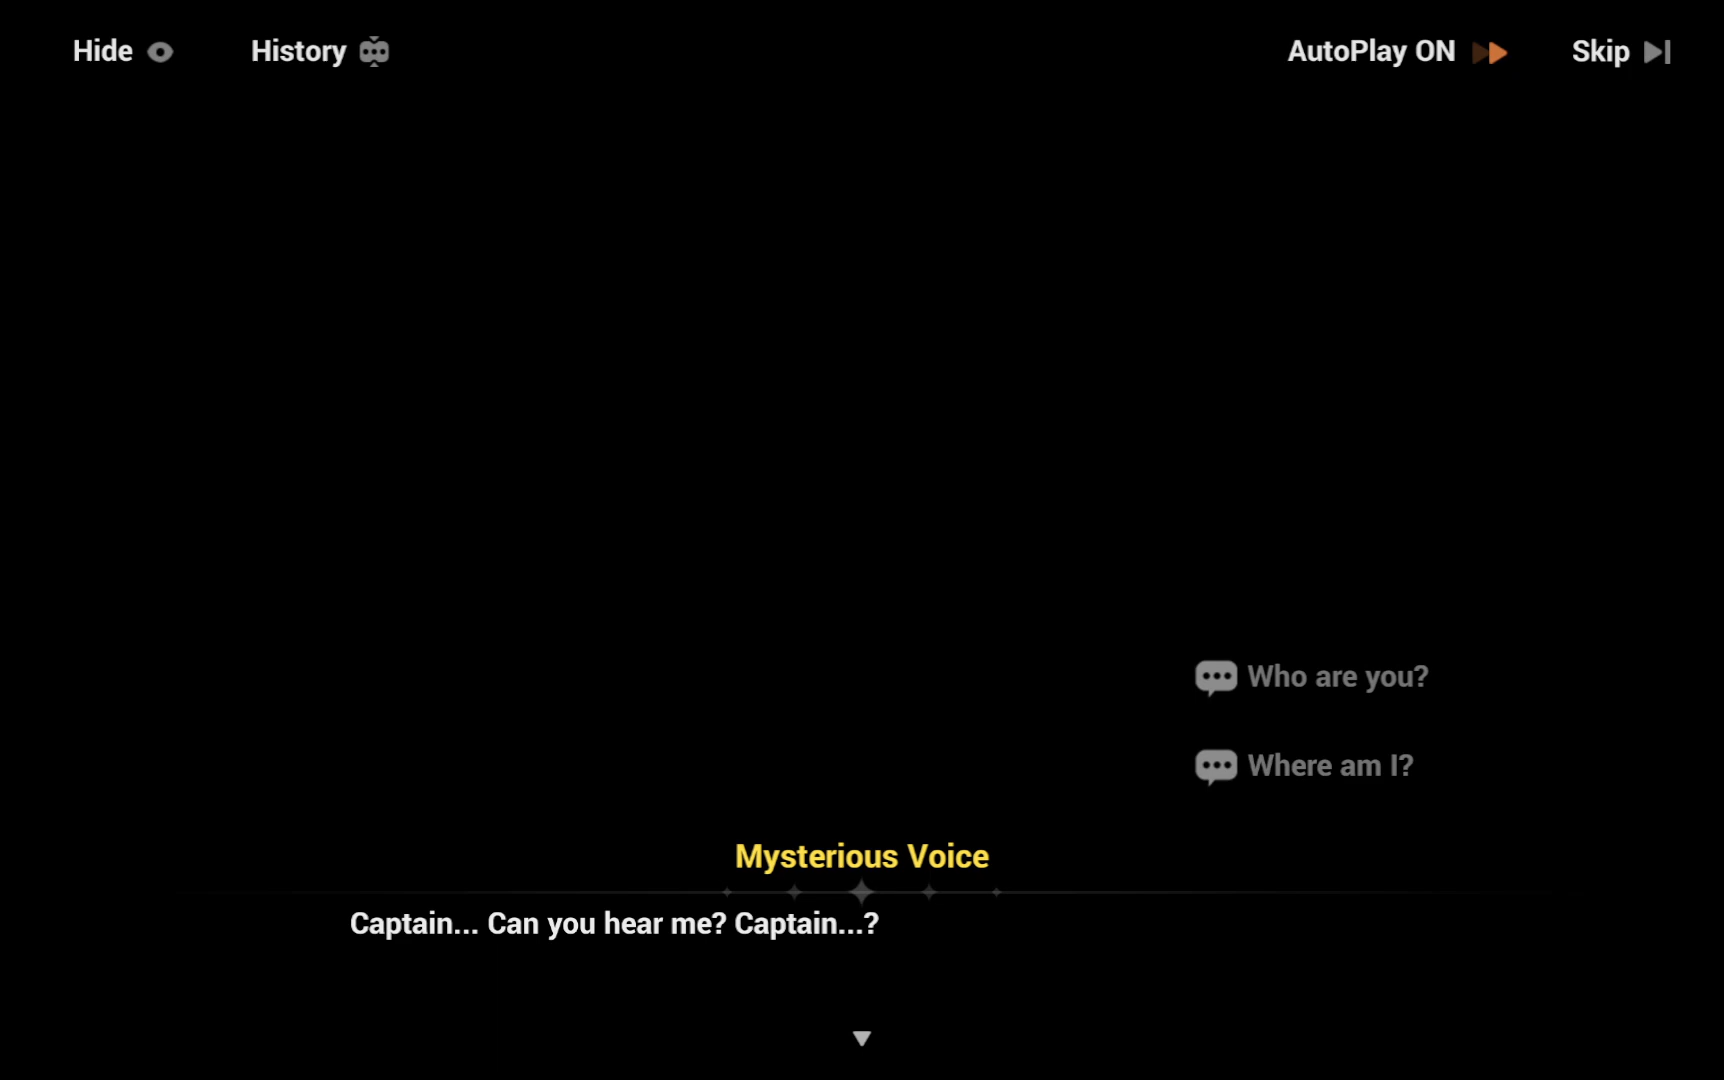 Hide
History
AutoPlay ON
Skip
Who are you?
Where am I?
Mysterious Voice
Captain... Can you hear me? Captain...?